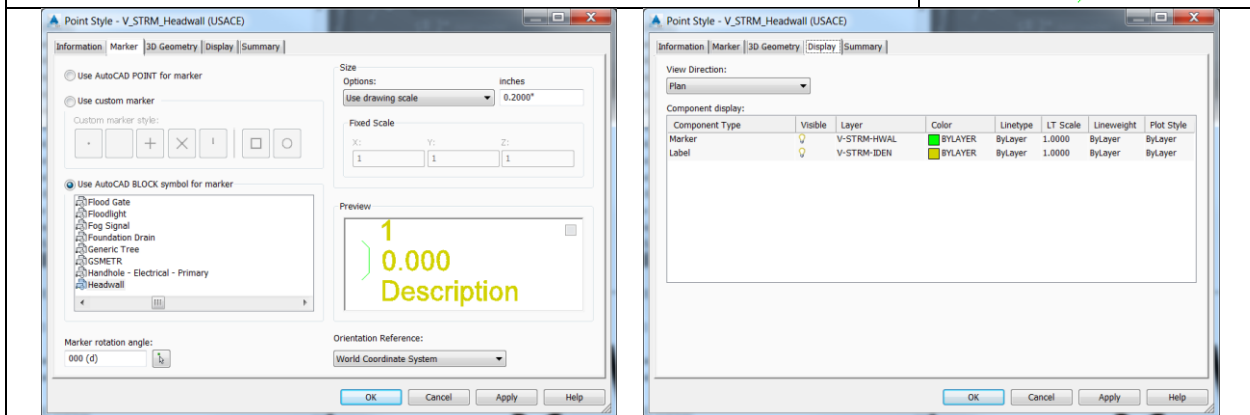 Point Style - V_STRM_Headwall (USACE)
Information Marker 3D Geometry Display Summary
Use AutoCAD POINT for marker
Use custom marker
Custom marker style:
Use AutoCAD BLOCK symbol for marker
Flood Gate
Floodlight
Fog Signal
Foundation Drain
Generic Tree
GSMETR
Handhole - Electrical - Primary
Headwall
Marker rotation angle:
000 (d)
Size
Options: inches
Use drawing scale 0.2000"
Fixed Scale
X: Y: Z:
1 1 1
Preview
1
0.000
Description
Orientation Reference:
World Coordinate System
OK Cancel Apply Help
Point Style - V_STRM_Headwall (USACE)
Information Marker 3D Geometry Display Summary
View Direction:
Plan
Component display:
Component Type Visible Layer Color Linetype LT Scale Lineweight Plot Style
Marker V-STRM-HWAL BYLAYER ByLayer 1.0000 ByLayer ByLayer
Label V-STRM-IDEN BYLAYER ByLayer 1.0000 ByLayer ByLayer
OK Cancel Apply Help